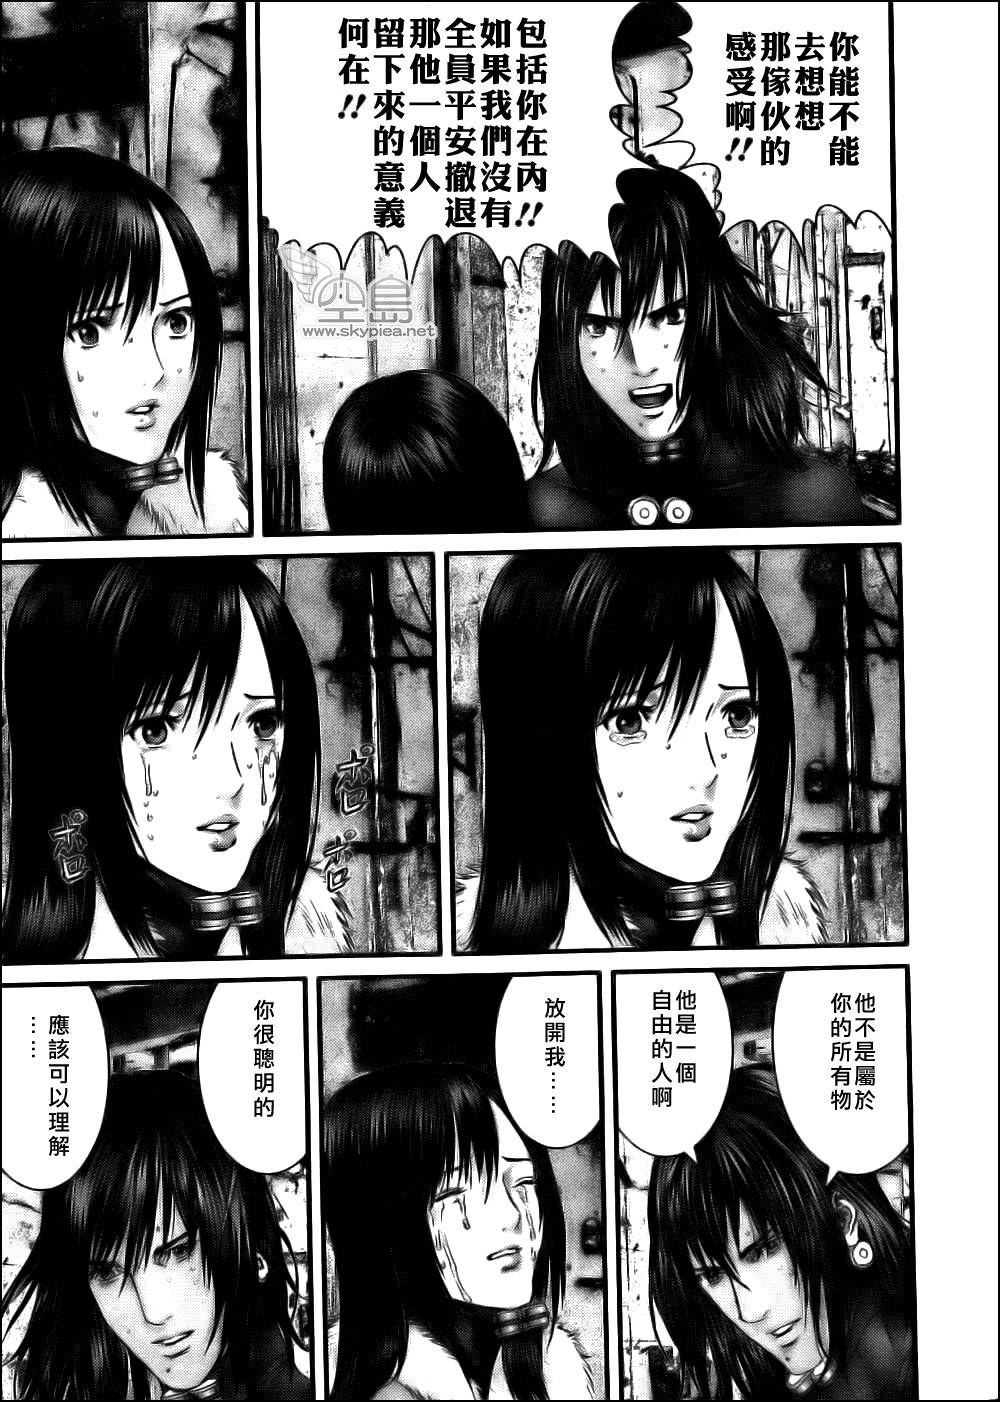 你能不能
去想想
那傢伙的
感受啊!!
包括你在內!!
如果我們沒有
全員平安撤退
那他一個人
留下來的意義
何在!!
空島
www.skypiea.net
ポロ
ポロ
ポロ
他不是屬於
你的所有物
他是一個
自由的人啊
放開我……
你很聰明的
應該可以理解
……